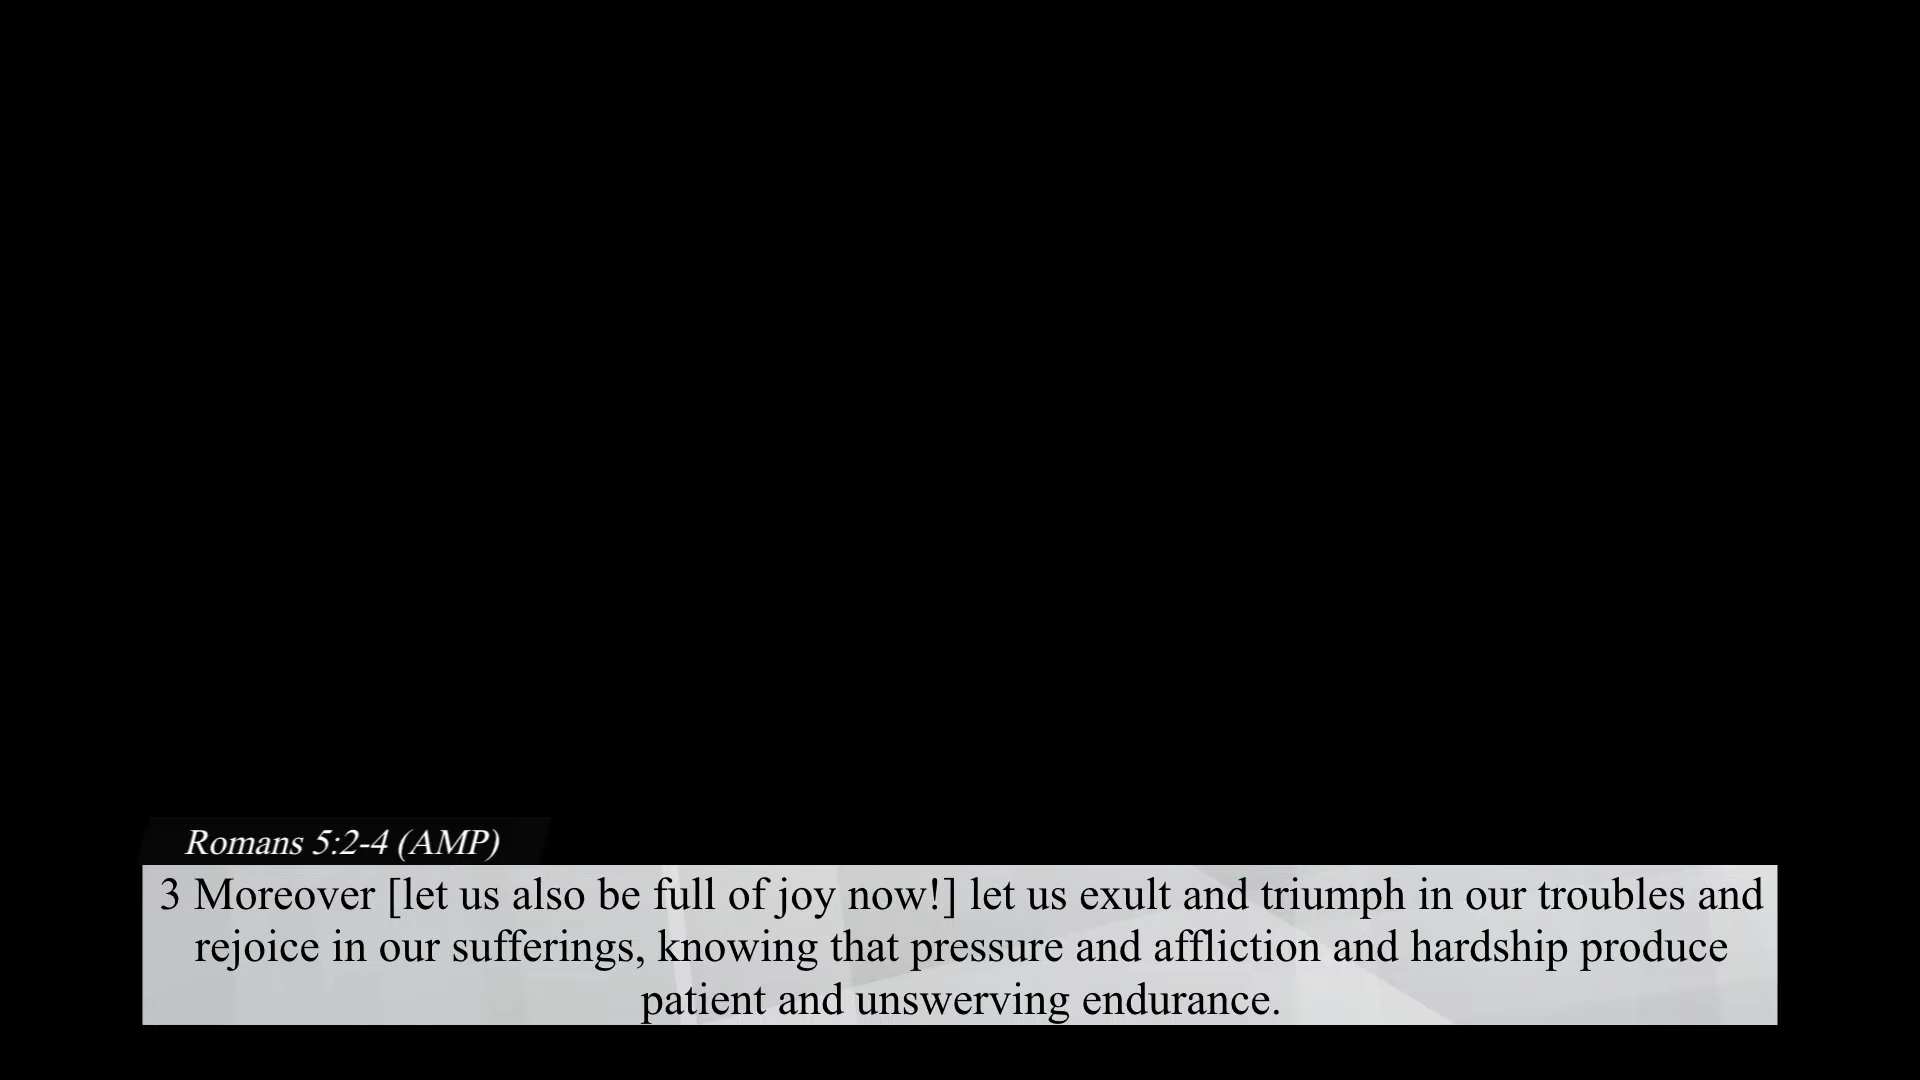 Romans 5:2-4 (AMP)
3 Moreover [let us also be full of joy now!] let us exult and triumph in our troubles and
rejoice in our sufferings, knowing that pressure and affliction and hardship produce
patient and unswerving endurance.